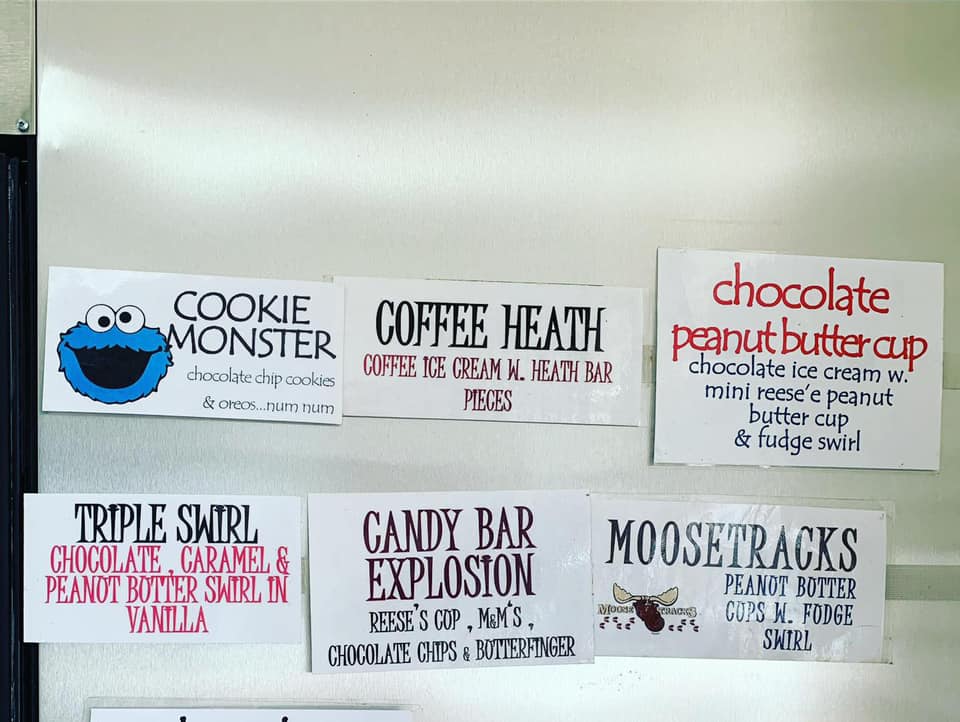 COOKIE
MONSTER
chocolate chip cookies
& oreos...num num
COFFEE HEATH
COFFEE ICE CREAM W. HEATH BAR
PIECES
chocolate
peanut butter cup
chocolate ice cream w.
mini reese'e peanut
butter cup
& fudge swirl
TRIPLE SWIRL
CHOCOLATE , CARAMEL &
PEANUT BUTTER SWIRL IN
VANILLA
CANDY BAR
EXPLOSION
REESE'S CUP , M&M'S ,
CHOCOLATE CHIPS & BUTTERFINGER
MOOSETRACKS
MOOSE TRACKS
PEANUT BUTTER
CUPS W. FUDGE
SWIRL